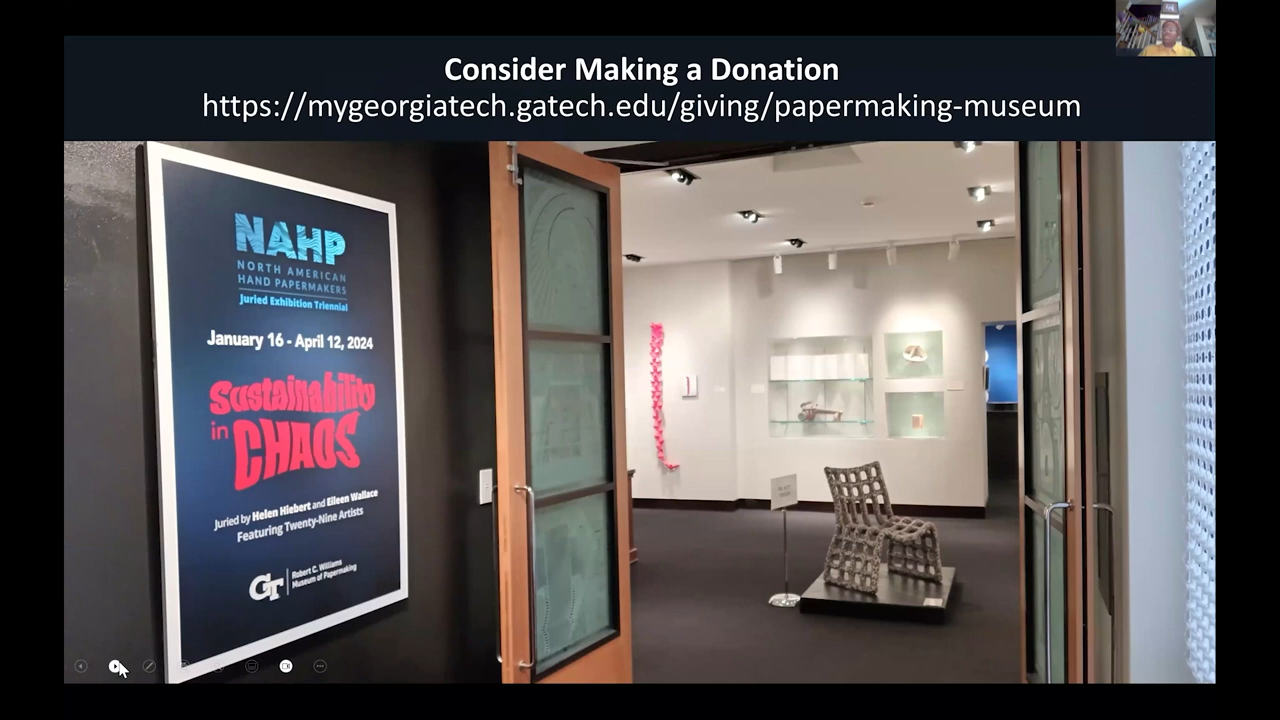 Consider Making a Donation
https://mygeorgiatech.gatech.edu/giving/papermaking-museum
NAHP
NORTH AMERICAN
HAND PAPERMAKERS
Juried Exhibition Triennial
January 16 - April 12, 2024
Sustainability
in CHAOS
Juried by Helen Hiebert and Eileen Wallace
Featuring Twenty-Nine Artists
GT
Robert C. Williams
Museum of Papermaking